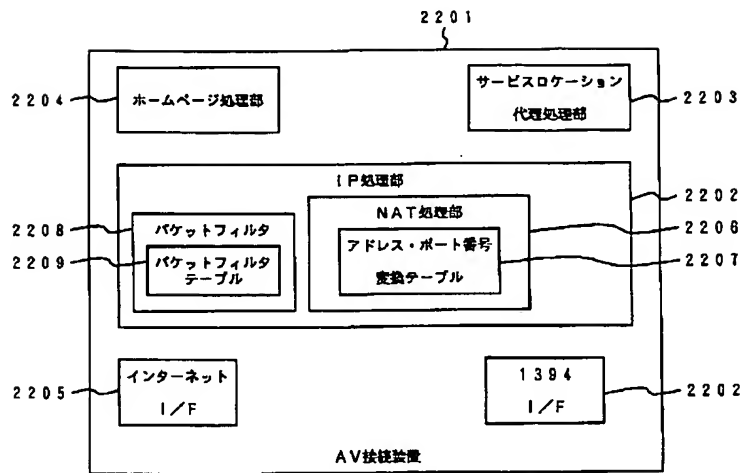 2201
2204
ホームページ処理部
サービスロケーション
代理処理部
2203
IP処理部
2202
NAT処理部
2208
パケットフィルタ
2206
2209
パケットフィルタ
テーブル
アドレス・ポート番号
変換テーブル
2207
2205
インターネット
I/F
1394
I/F
2202
AV接続装置